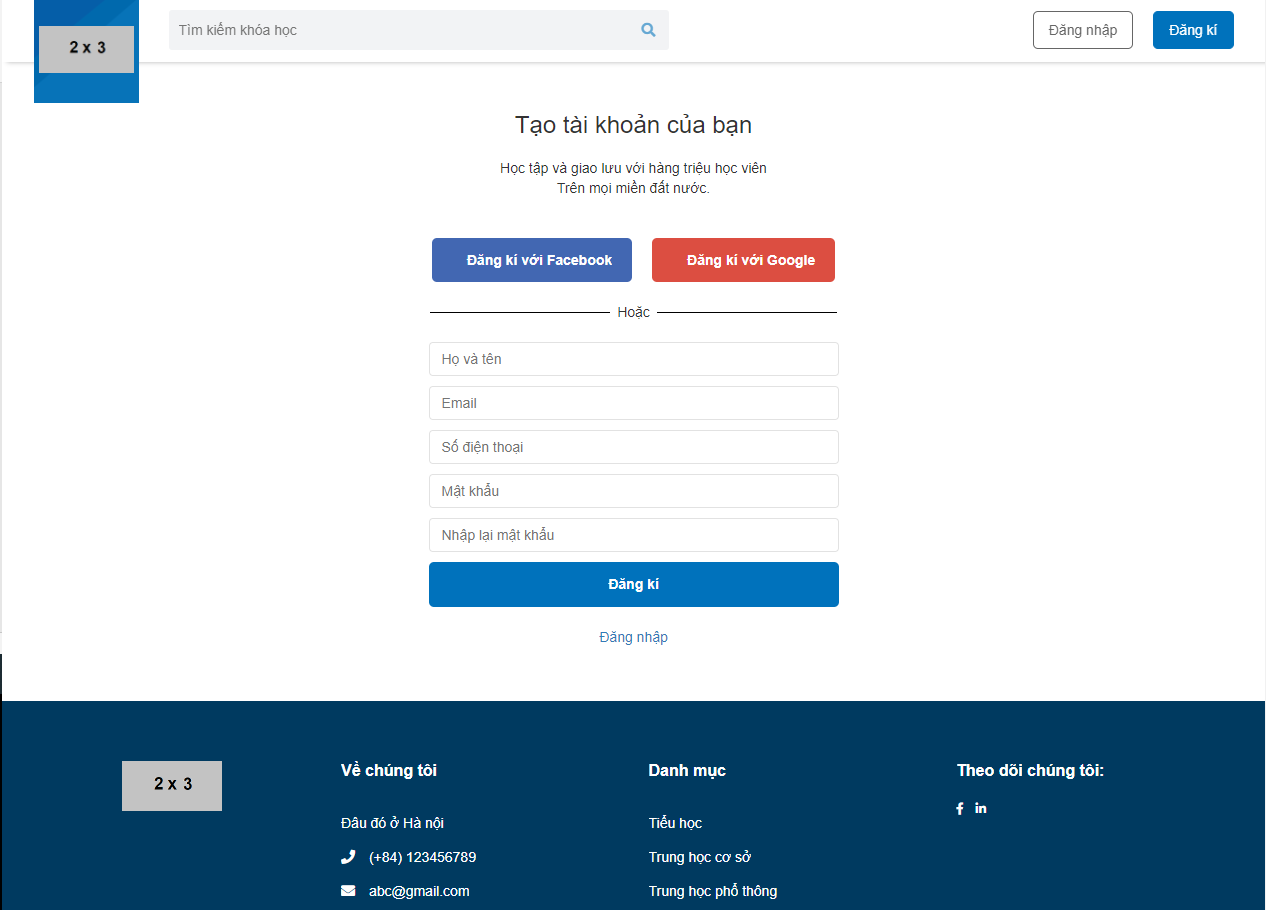 2 x 3
Tìm kiếm khóa học
Đăng nhập
Đăng kí
Tạo tài khoản của bạn
Học tập và giao lưu với hàng triệu học viên
Trên mọi miền đất nước.
Đăng kí với Facebook
Đăng kí với Google
Hoặc
Họ và tên
Email
Số điện thoại
Mật khẩu
Nhập lại mật khẩu
Đăng kí
Đăng nhập
2 x 3
Về chúng tôi
Đâu đó ở Hà nội
(+84) 123456789
abc@gmail.com
Danh mục
Tiểu học
Trung học cơ sở
Trung học phổ thông
Theo dõi chúng tôi: